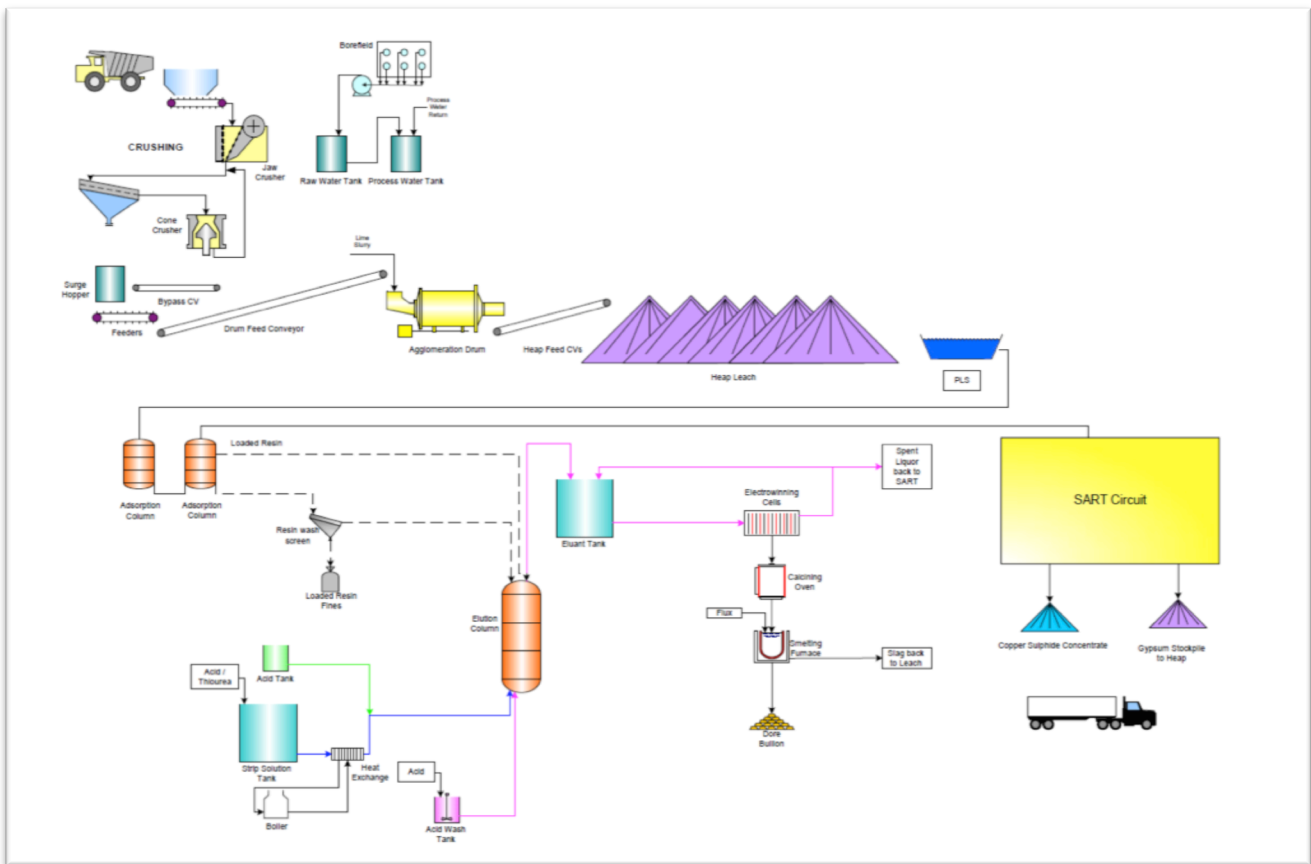 Borefield
Process
Water
Return
CRUSHING
Jaw
Crusher
Raw Water Tank
Process Water Tank
Cone
Crusher
Lime
Slurry
Surge
Hopper
Bypass CV
Feeders
Drum Feed Conveyor
Agglomeration Drum
Heap Feed CVs
Heap Leach
PLS
Loaded Resin
Adsorption
Column
Adsorption
Column
Resin wash
screen
Loaded Resin
Fines
Eluant Tank
Electrowinning
Cells
Spent
Liquor
back to
SART
SART Circuit
Calcining
Oven
Flux
Smelting
Furnace
Slag back
to Leach
Dore
Bullion
Copper Sulphide Concentrate
Gypsum Stockpile
to Heap
Elution
Column
Acid Tank
Acid /
Thiourea
Strip Solution
Tank
Heat
Exchange
Boiler
Acid
Acid Wash
Tank